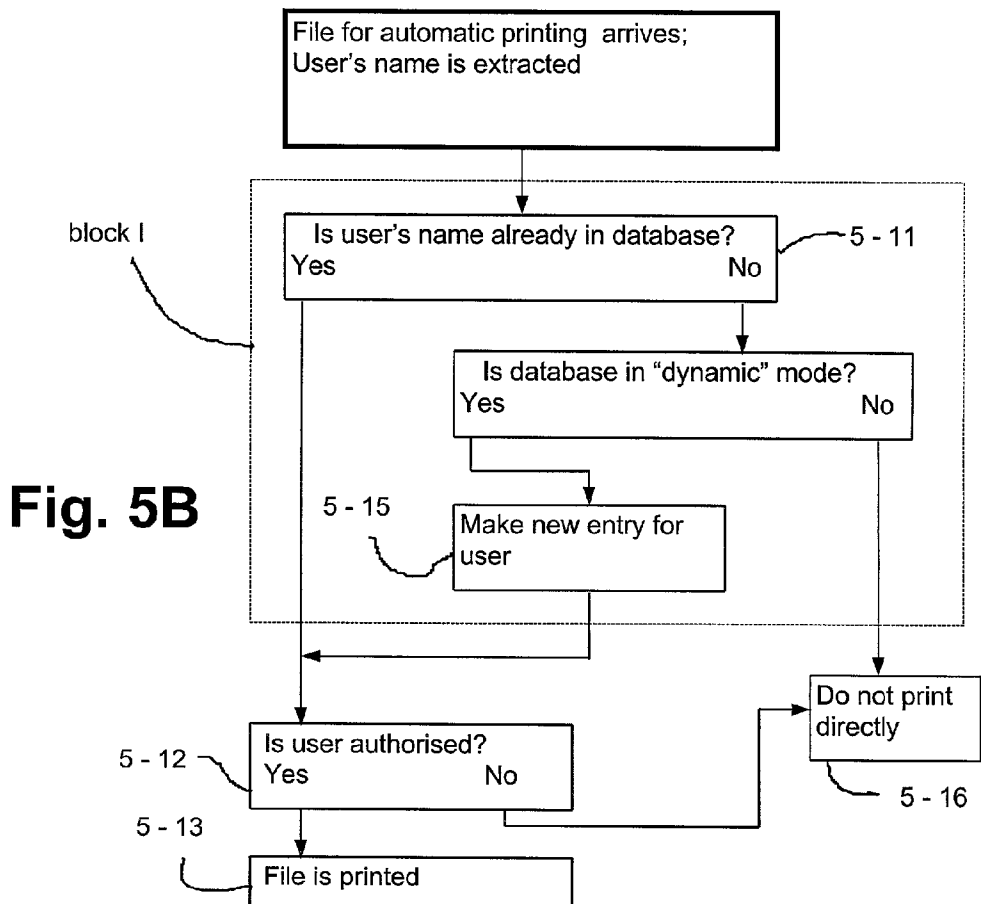 File for automatic printing arrives;
User's name is extracted
block I
Is user's name already in database?
Yes No
5 - 11
Is database in “dynamic” mode?
Yes No
Fig. 5B
5 - 15
Make new entry for
user
Do not print
directly
5 - 16
5 - 12
Is user authorised?
Yes No
5 - 13
File is printed